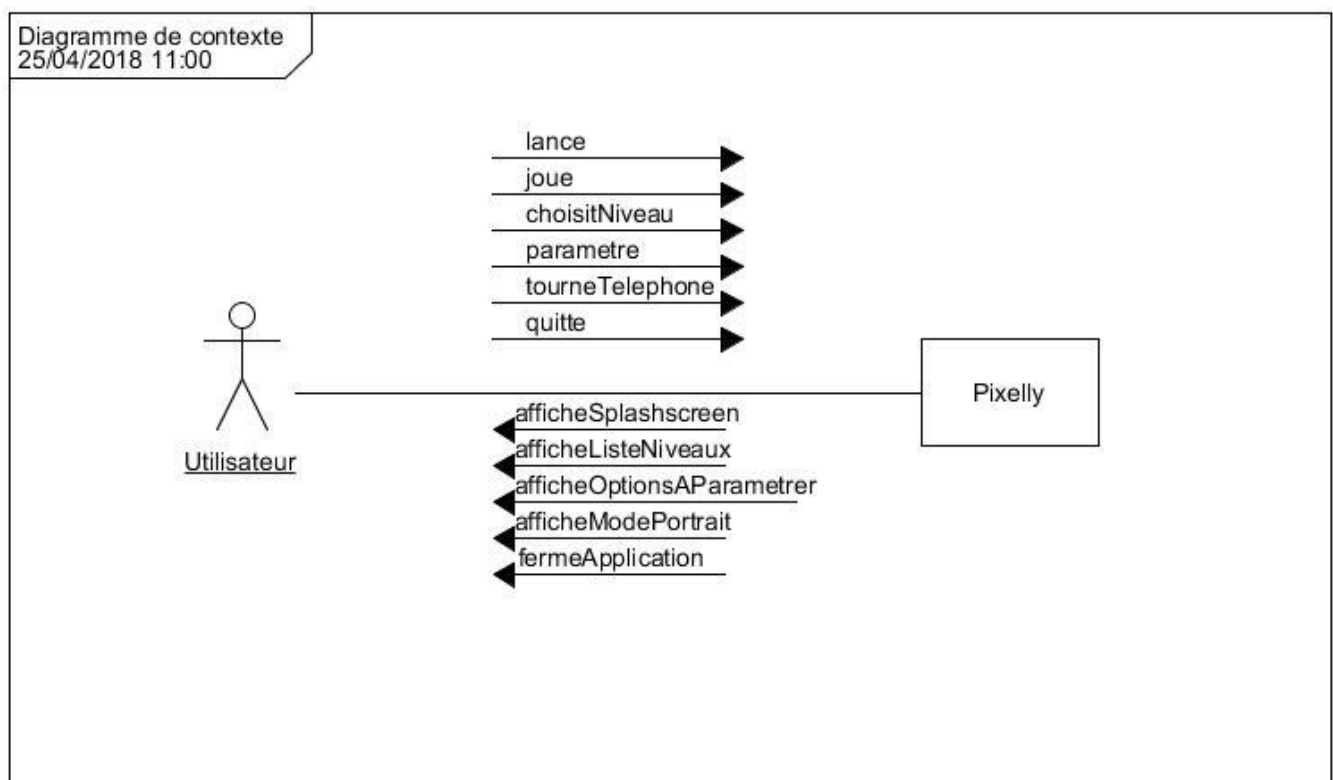 Diagramme de contexte
25/04/2018 11:00
lance
joue
choisitNiveau
parametre
tourneTelephone
quitte
Utilisateur
Pixelly
afficheSplashscreen
afficheListeNiveaux
afficheOptionsAParametrer
afficheModePortrait
fermeApplication